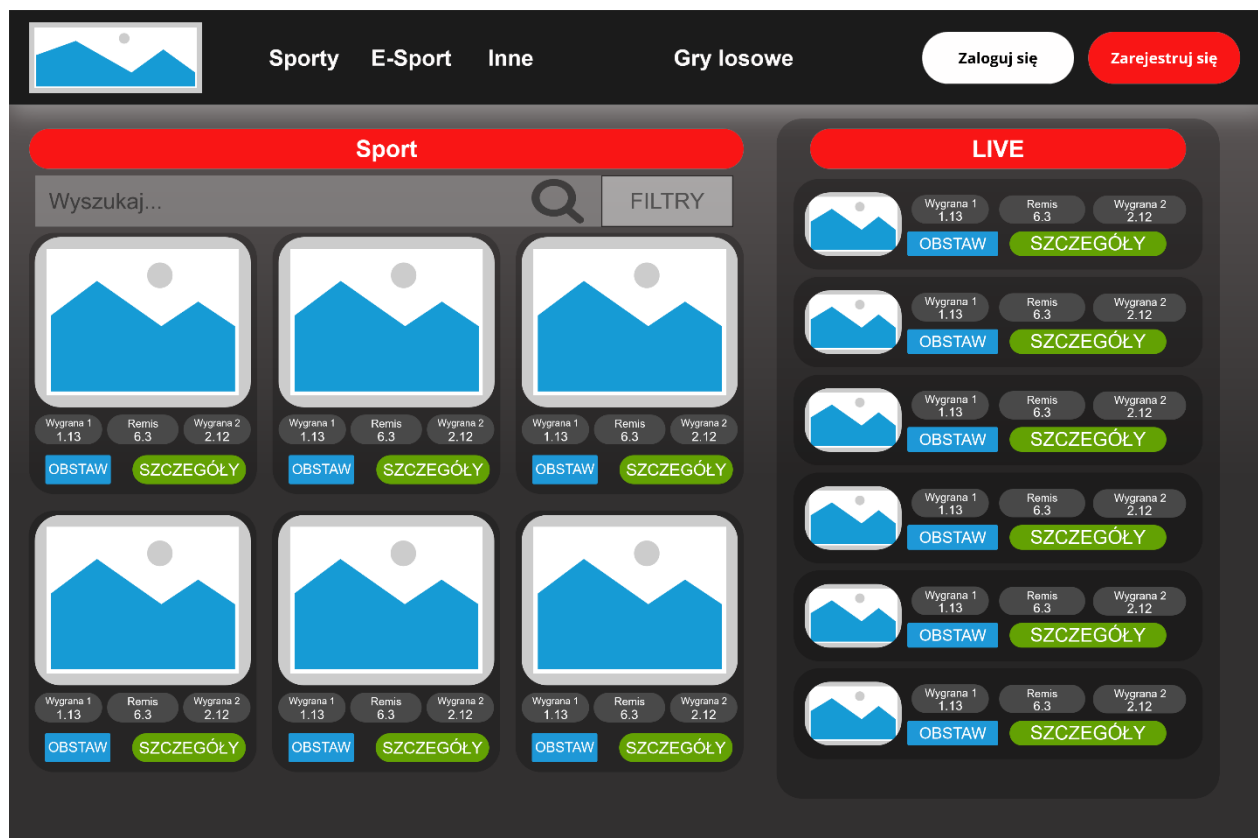 Sporty E-Sport Inne Gry losowe Zaloguj się Zarejestruj się
Sport
Wyszukaj... FILTRY
Wygrana 1 Remis Wygrana 2
1.13 6.3 2.12
OBSTAW SZCZEGÓŁY
Wygrana 1 Remis Wygrana 2
1.13 6.3 2.12
OBSTAW SZCZEGÓŁY
Wygrana 1 Remis Wygrana 2
1.13 6.3 2.12
OBSTAW SZCZEGÓŁY
Wygrana 1 Remis Wygrana 2
1.13 6.3 2.12
OBSTAW SZCZEGÓŁY
Wygrana 1 Remis Wygrana 2
1.13 6.3 2.12
OBSTAW SZCZEGÓŁY
Wygrana 1 Remis Wygrana 2
1.13 6.3 2.12
OBSTAW SZCZEGÓŁY
LIVE
Wygrana 1 Remis Wygrana 2
1.13 6.3 2.12
OBSTAW SZCZEGÓŁY
Wygrana 1 Remis Wygrana 2
1.13 6.3 2.12
OBSTAW SZCZEGÓŁY
Wygrana 1 Remis Wygrana 2
1.13 6.3 2.12
OBSTAW SZCZEGÓŁY
Wygrana 1 Remis Wygrana 2
1.13 6.3 2.12
OBSTAW SZCZEGÓŁY
Wygrana 1 Remis Wygrana 2
1.13 6.3 2.12
OBSTAW SZCZEGÓŁY
Wygrana 1 Remis Wygrana 2
1.13 6.3 2.12
OBSTAW SZCZEGÓŁY